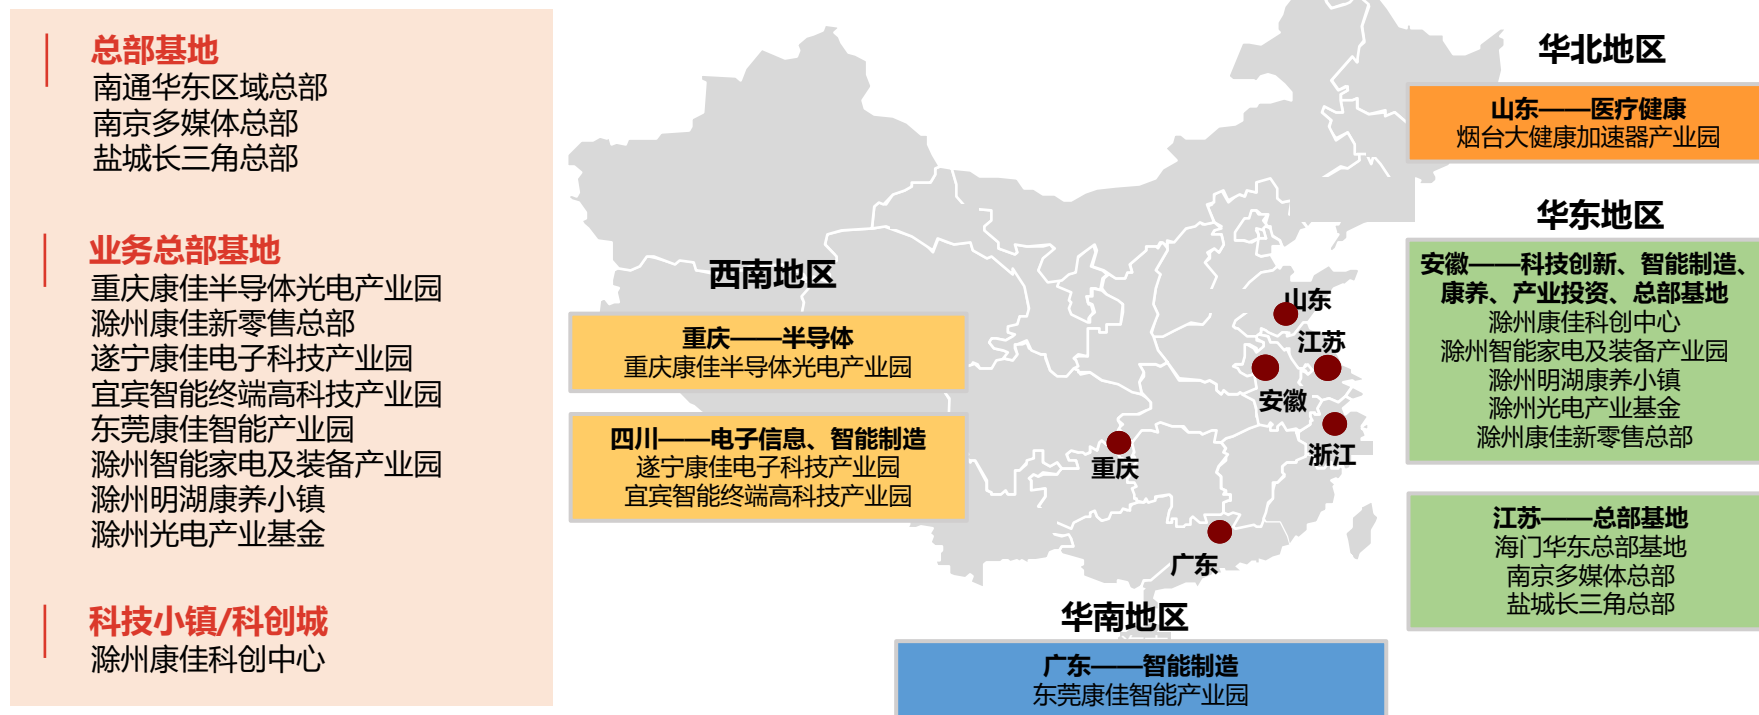 总部基地
南通华东区域总部
南京多媒体总部
盐城长三角总部
业务总部基地
重庆康佳半导体光电产业园
滁州康佳新零售总部
遂宁康佳电子科技产业园
宜宾智能终端高科技产业园
东莞康佳智能产业园
滁州智能家电及装备产业园
滁州明湖康养小镇
滁州光电产业基金
科技小镇/科创城
滁州康佳科创中心
西南地区
重庆——半导体
重庆康佳半导体光电产业园
四川——电子信息、智能制造
遂宁康佳电子科技产业园
宜宾智能终端高科技产业园
山东
江苏
安徽
浙江
重庆
广东
华南地区
广东——智能制造
东莞康佳智能产业园
华北地区
山东——医疗健康
烟台大健康加速器产业园
华东地区
安徽——科技创新、智能制造、
康养、产业投资、总部基地
滁州康佳科创中心
滁州智能家电及装备产业园
滁州明湖康养小镇
滁州光电产业基金
滁州康佳新零售总部
江苏——总部基地
海门华东总部基地
南京多媒体总部
盐城长三角总部